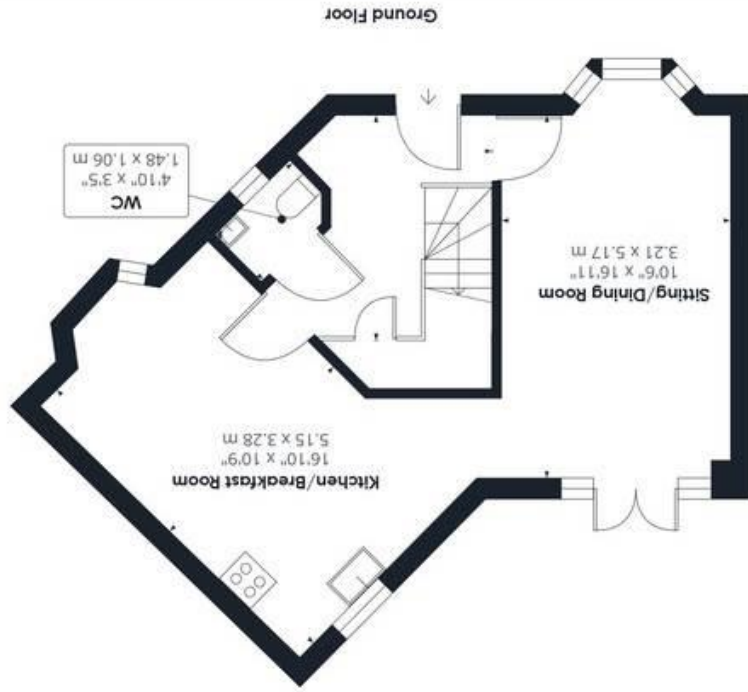 Kitchen/Breakfast Room
16'10" x 10'9"
5.15 x 3.28 m
Sitting/Dining Room
10'6" x 16'11"
3.21 x 5.17 m
WC
4'10" x 3'5"
1.48 x 1.06 m
Ground Floor